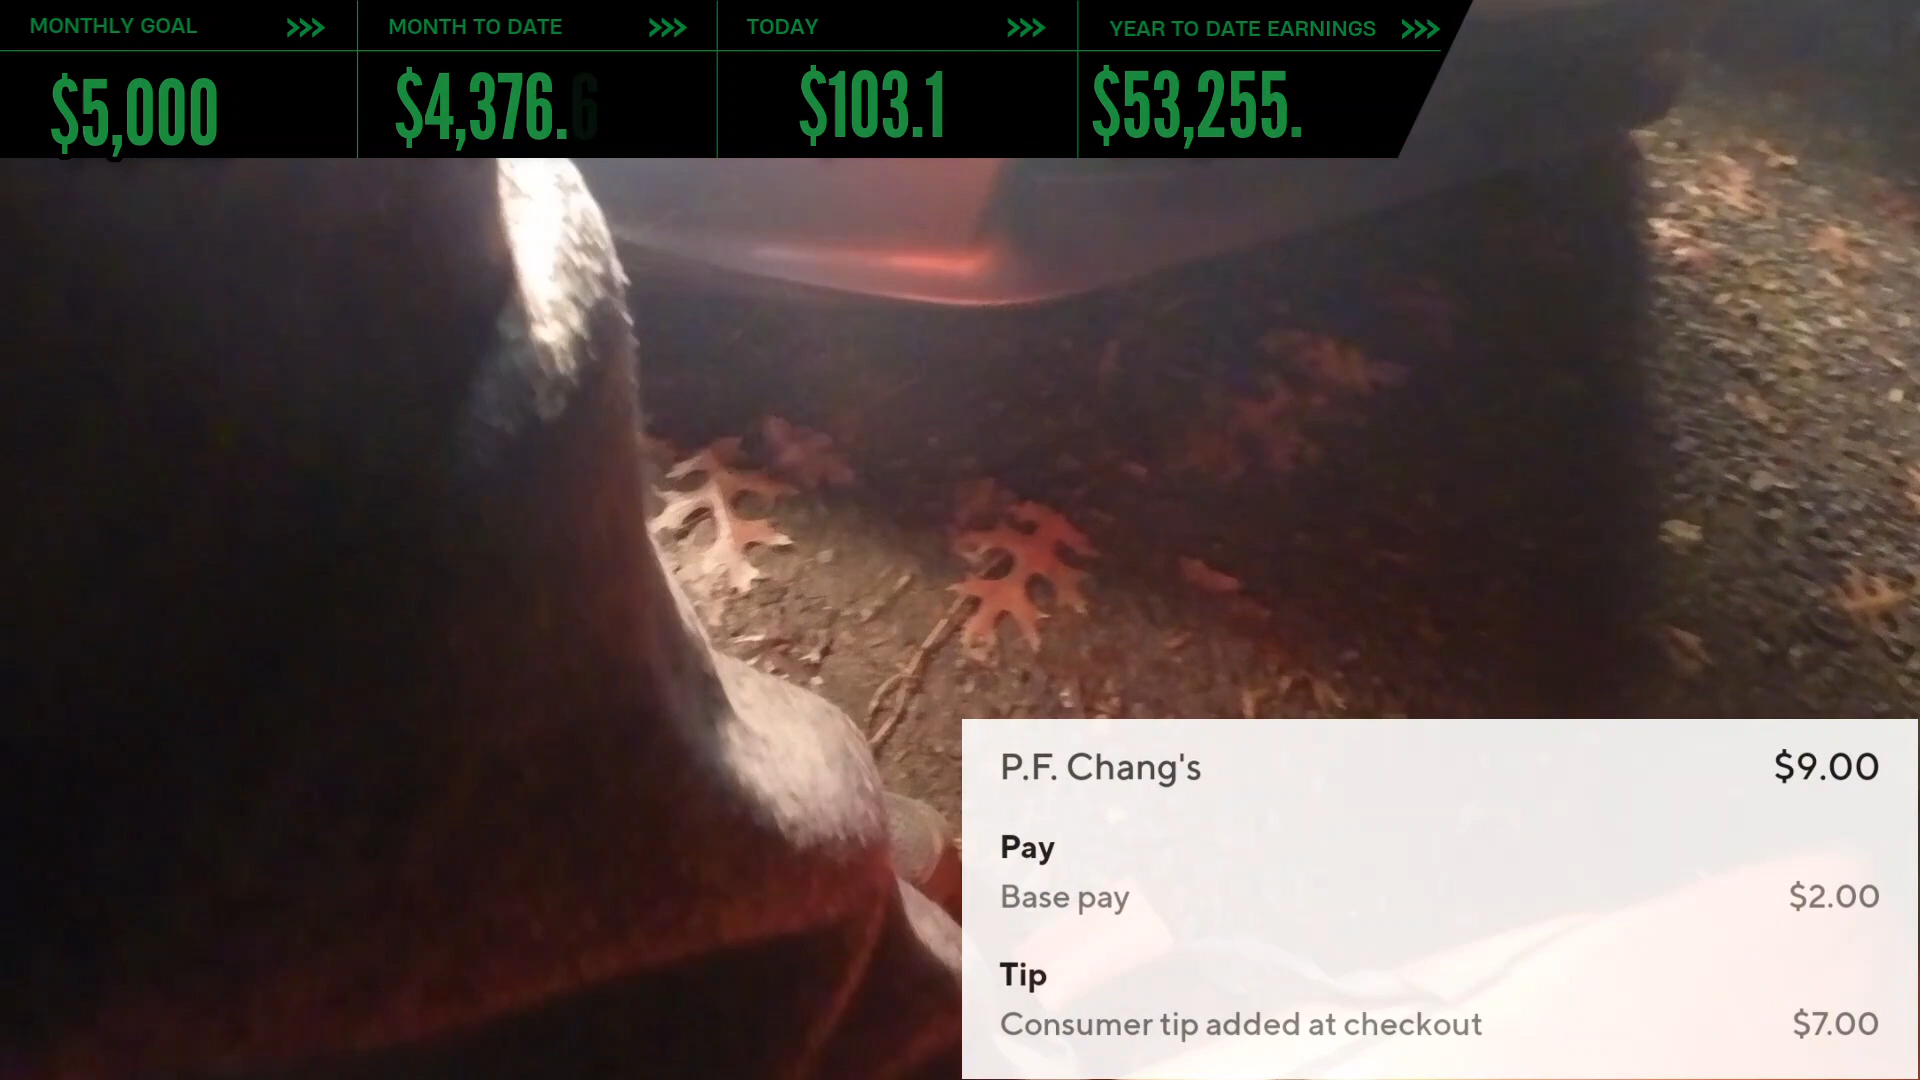 MONTHLY GOAL >>> MONTH TO DATE >>> TODAY >>> YEAR TO DATE EARNINGS >>>
$5,000 $4,376.6 $103.1 $53,255.
P.F. Chang's $9.00
Pay
Base pay $2.00
Tip
Consumer tip added at checkout $7.00